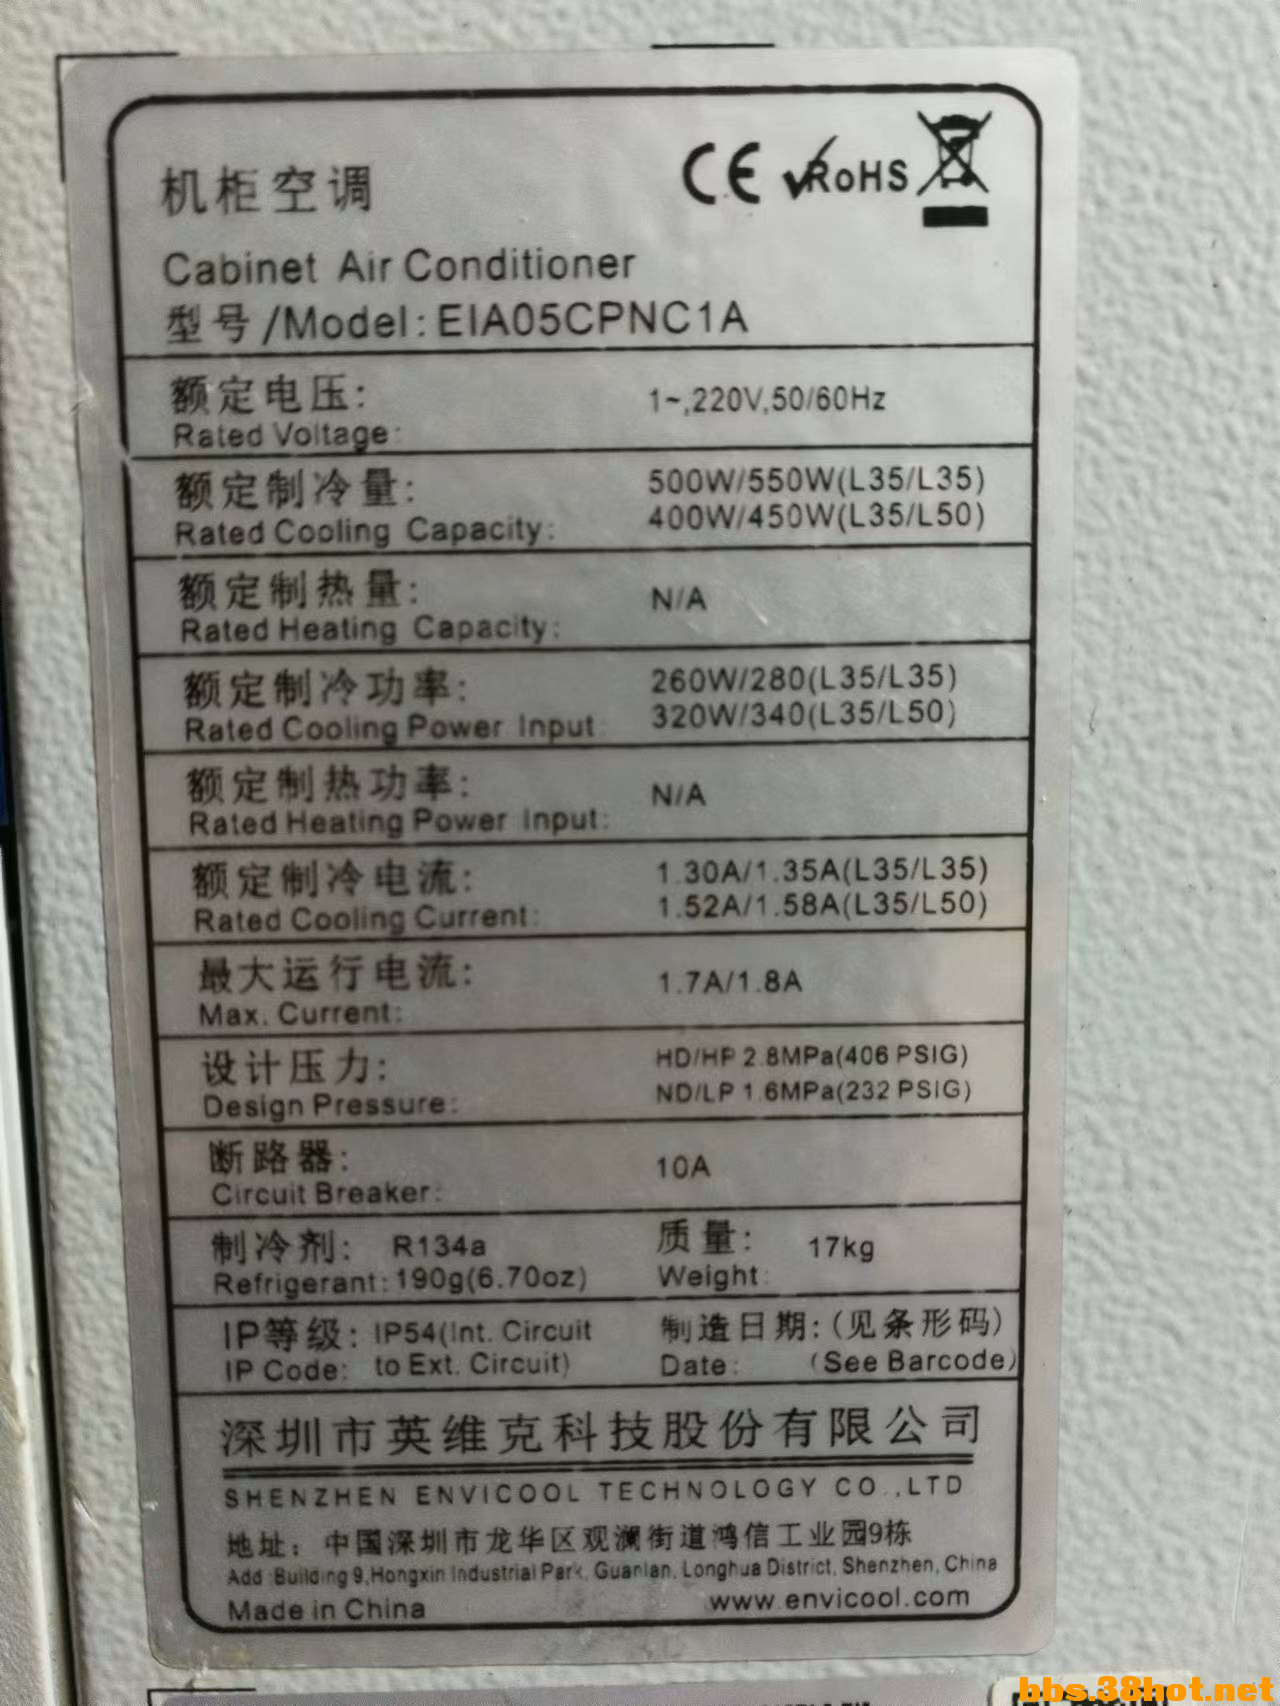 机柜空调
CE RoHS
Cabinet Air Conditioner
型号/Model:EIA05CPNC1A
额定电压: 1~,220V,50/60Hz
Rated Voltage:
额定制冷量: 500W/550W(L35/L35)
Rated Cooling Capacity: 400W/450W(L35/L50)
额定制热量: N/A
Rated Heating Capacity:
额定制冷功率: 260W/280(L35/L35)
Rated Cooling Power Input: 320W/340(L35/L50)
额定制热功率: N/A
Rated Heating Power Input:
额定制冷电流: 1.30A/1.35A(L35/L35)
Rated Cooling Current: 1.52A/1.58A(L35/L50)
最大运行电流: 1.7A/1.8A
Max. Current:
设计压力: HD/HP 2.8MPa(406 PSIG)
Design Pressure: ND/LP 1.6MPa(232 PSIG)
断路器: 10A
Circuit Breaker:
制冷剂: R134a 质量: 17kg
Refrigerant: 190g(6.70oz) Weight:
IP等级: IP54(Int. Circuit 制造日期:(见条形码)
IP Code: to Ext. Circuit) Date: (See Barcode)
深圳市英维克科技股份有限公司
SHENZHEN ENVICOOL TECHNOLOGY CO.,LTD
地址：中国深圳市龙华区观澜街道鸿信工业园9栋
Add:Building 9,Hongxin Industrial Park, Guanlan, Longhua District, Shenzhen, China
Made in China www.envicool.com
bbs.38hot.net